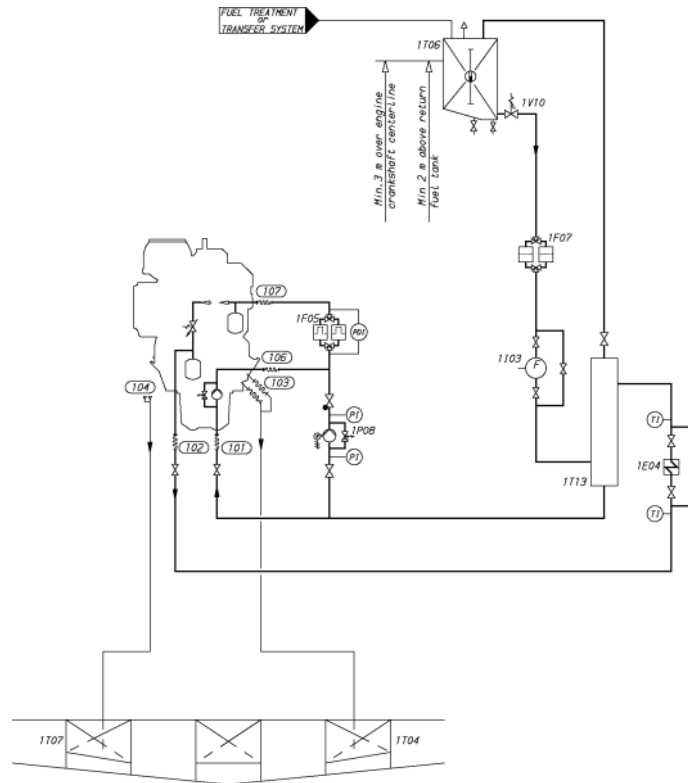 FUEL TREATMENT
or
TRANSFER SYSTEM
1T06
1V10
Min.3 m over engine
crankshaft centerline
Min 2 m above return
fuel tank
1F07
107
1F05
PDI
106
103
1I03
F
104
PI
1P08
TI
102
101
PI
1E04
1T13
TI
1T07
1T04